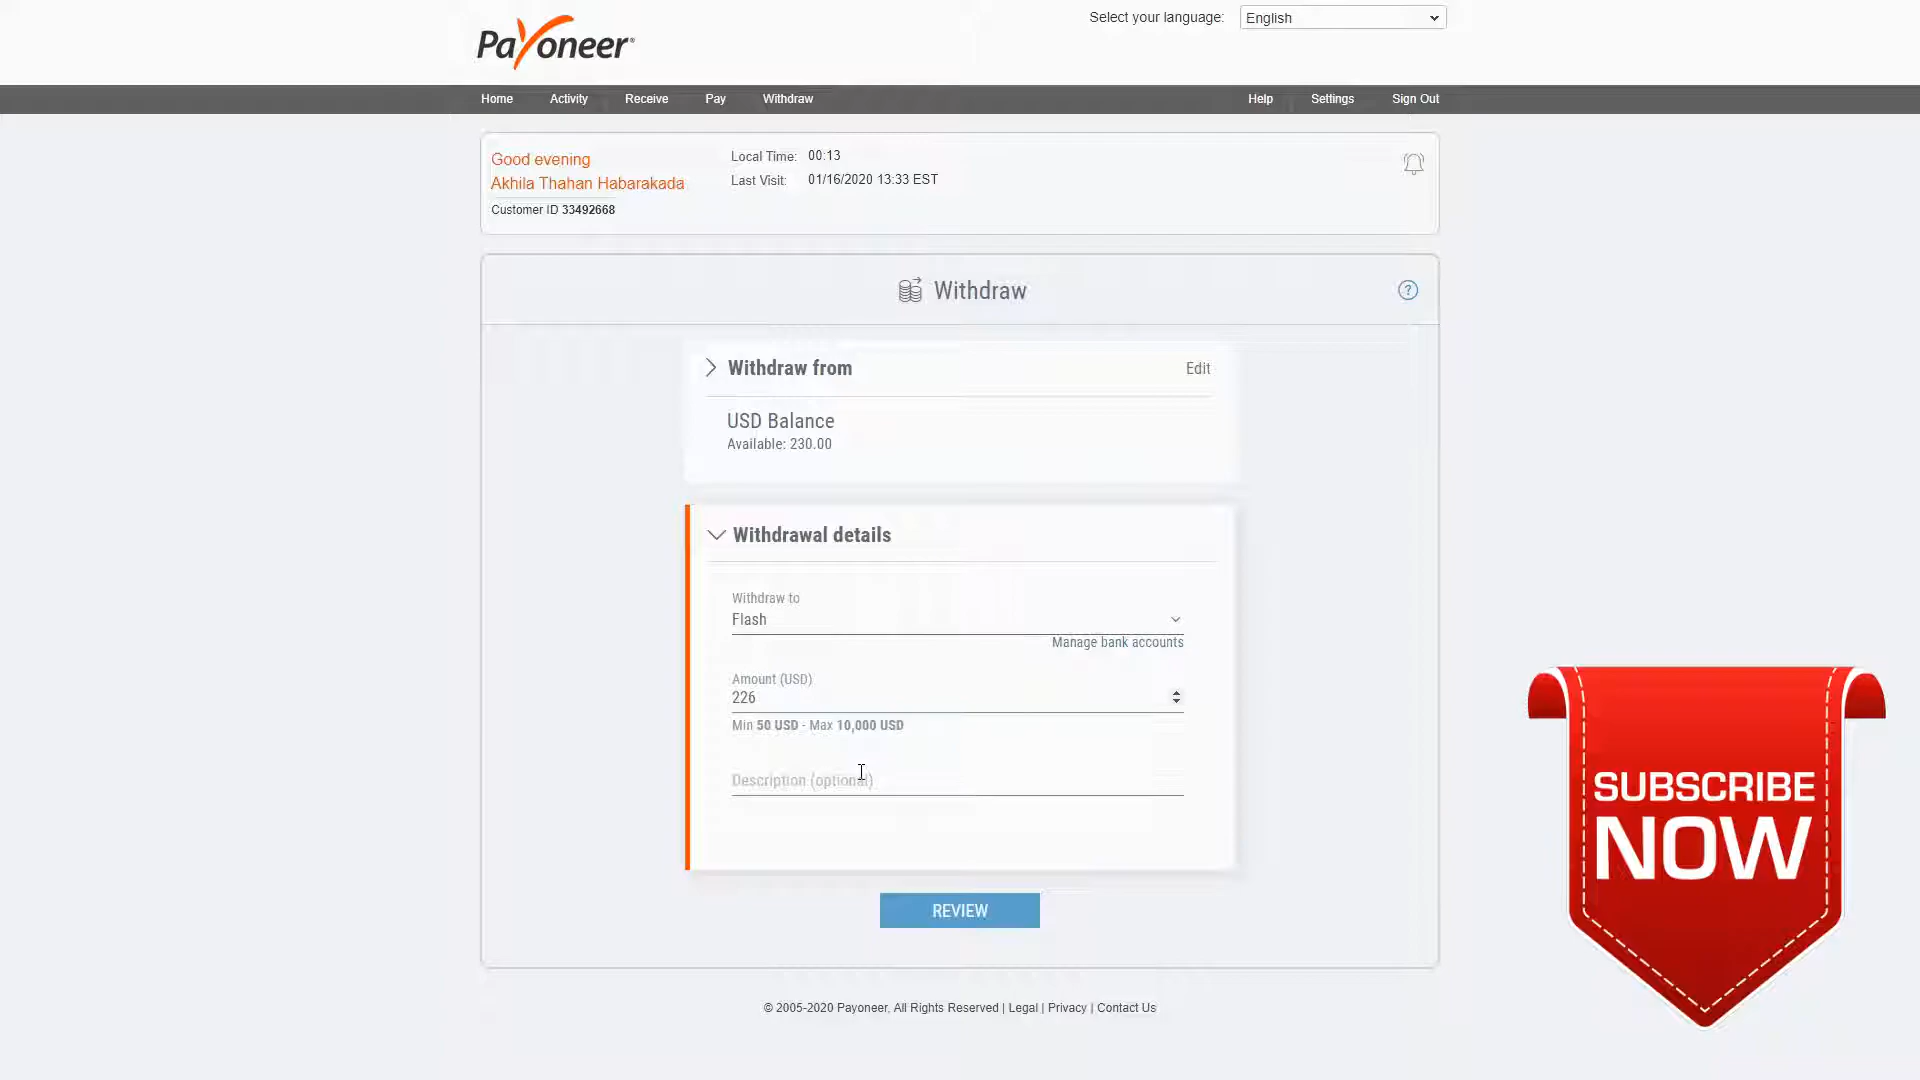 Payoneer
Select your language: English
Home Activity Receive Pay Withdraw Help Settings Sign Out
Good evening
Akhila Thahan Habarakada
Customer ID 33492668
Local Time: 00:13
Last Visit: 01/16/2020 13:33 EST
Withdraw
?
Withdraw from
Edit
USD Balance
Available: 230.00
Withdrawal details
Withdraw to
Flash
Manage bank accounts
Amount (USD)
226
Min 50 USD - Max 10,000 USD
Description (optional)
REVIEW
SUBSCRIBE
NOW
© 2005-2020 Payoneer, All Rights Reserved | Legal | Privacy | Contact Us